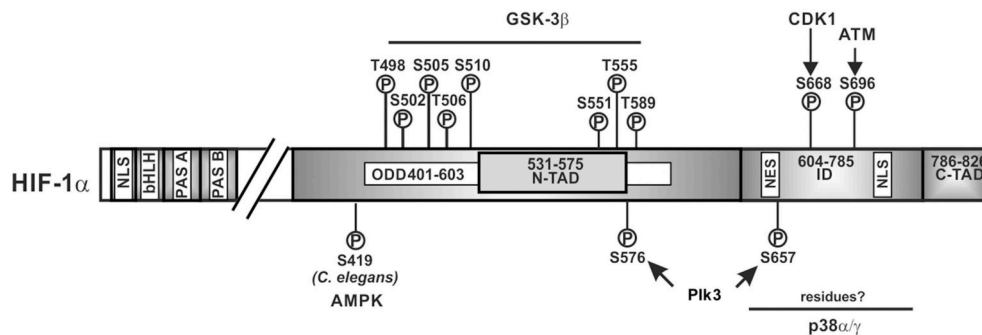 GSK-3β
CDK1
ATM
T498 S505 S510 T555 S668 S696
P P P P P P
S502 T506 S551 T589
P P P P
HIF-1α
NLS bHLH PAS A PAS B
ODD401-603
531-575
N-TAD
NES
604-785
ID
NLS
786-826
C-TAD
P P P
S419 S576 S657
(C. elegans)
AMPK
Plk3
residues?
p38α/γ